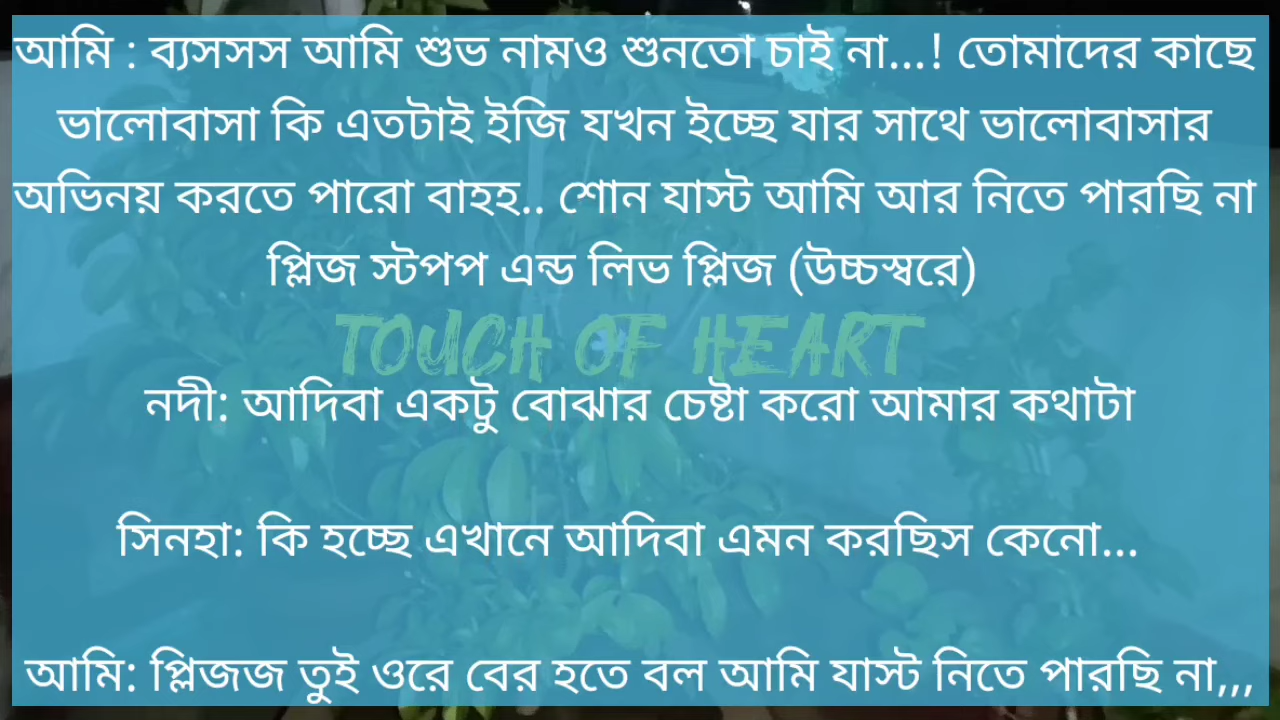 আমি : ব্যসসস আমি শুভ নামও শুনতো চাই না...! তোমাদের কাছে
ভালোবাসা কি এতটাই ইজি যখন ইচ্ছে যার সাথে ভালোবাসার
অভিনয় করতে পারো বাহহ.. শোন যাস্ট আমি আর নিতে পারছি না
প্লিজ স্টপপ এন্ড লিভ প্লিজ (উচ্চস্বরে)
TOUCH OF HEART
নদী: আদিবা একটু বোঝার চেষ্টা করো আমার কথাটা
সিনহা: কি হচ্ছে এখানে আদিবা এমন করছিস কেনো...
আমি: প্লিজজ তুই ওরে বের হতে বল আমি যাস্ট নিতে পারছি না,,,